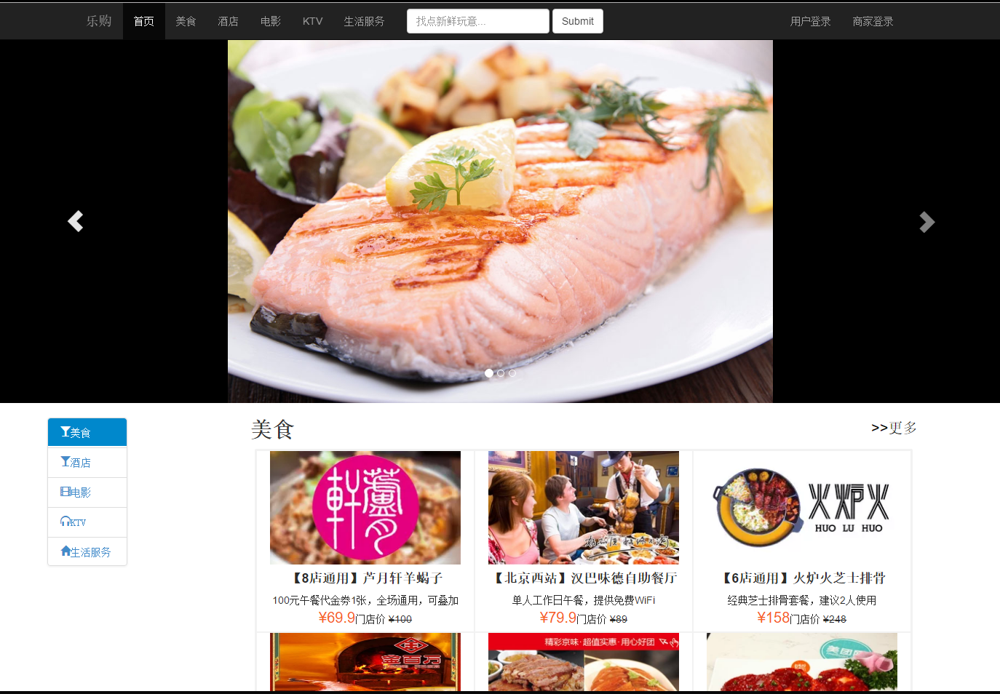 乐购 首页 美食 酒店 电影 KTV 生活服务 找点新鲜玩意... Submit 用户登录 商家登录
美食
酒店
电影
KTV
生活服务
美食 >>更多
蘆月軒
火炉火
HUO LU HUO
【8店通用】芦月轩羊蝎子
100元午餐代金券1张，全场通用，可叠加
¥69.9门店价 ¥100
【北京西站】汉巴味德自助餐厅
单人工作日午餐，提供免费WiFi
¥79.9门店价 ¥89
【6店通用】火炉火芝士排骨
经典芝士排骨套餐，建议2人使用
¥158门店价 ¥248
金百万
精彩京味·超值实惠·用心好团
美团